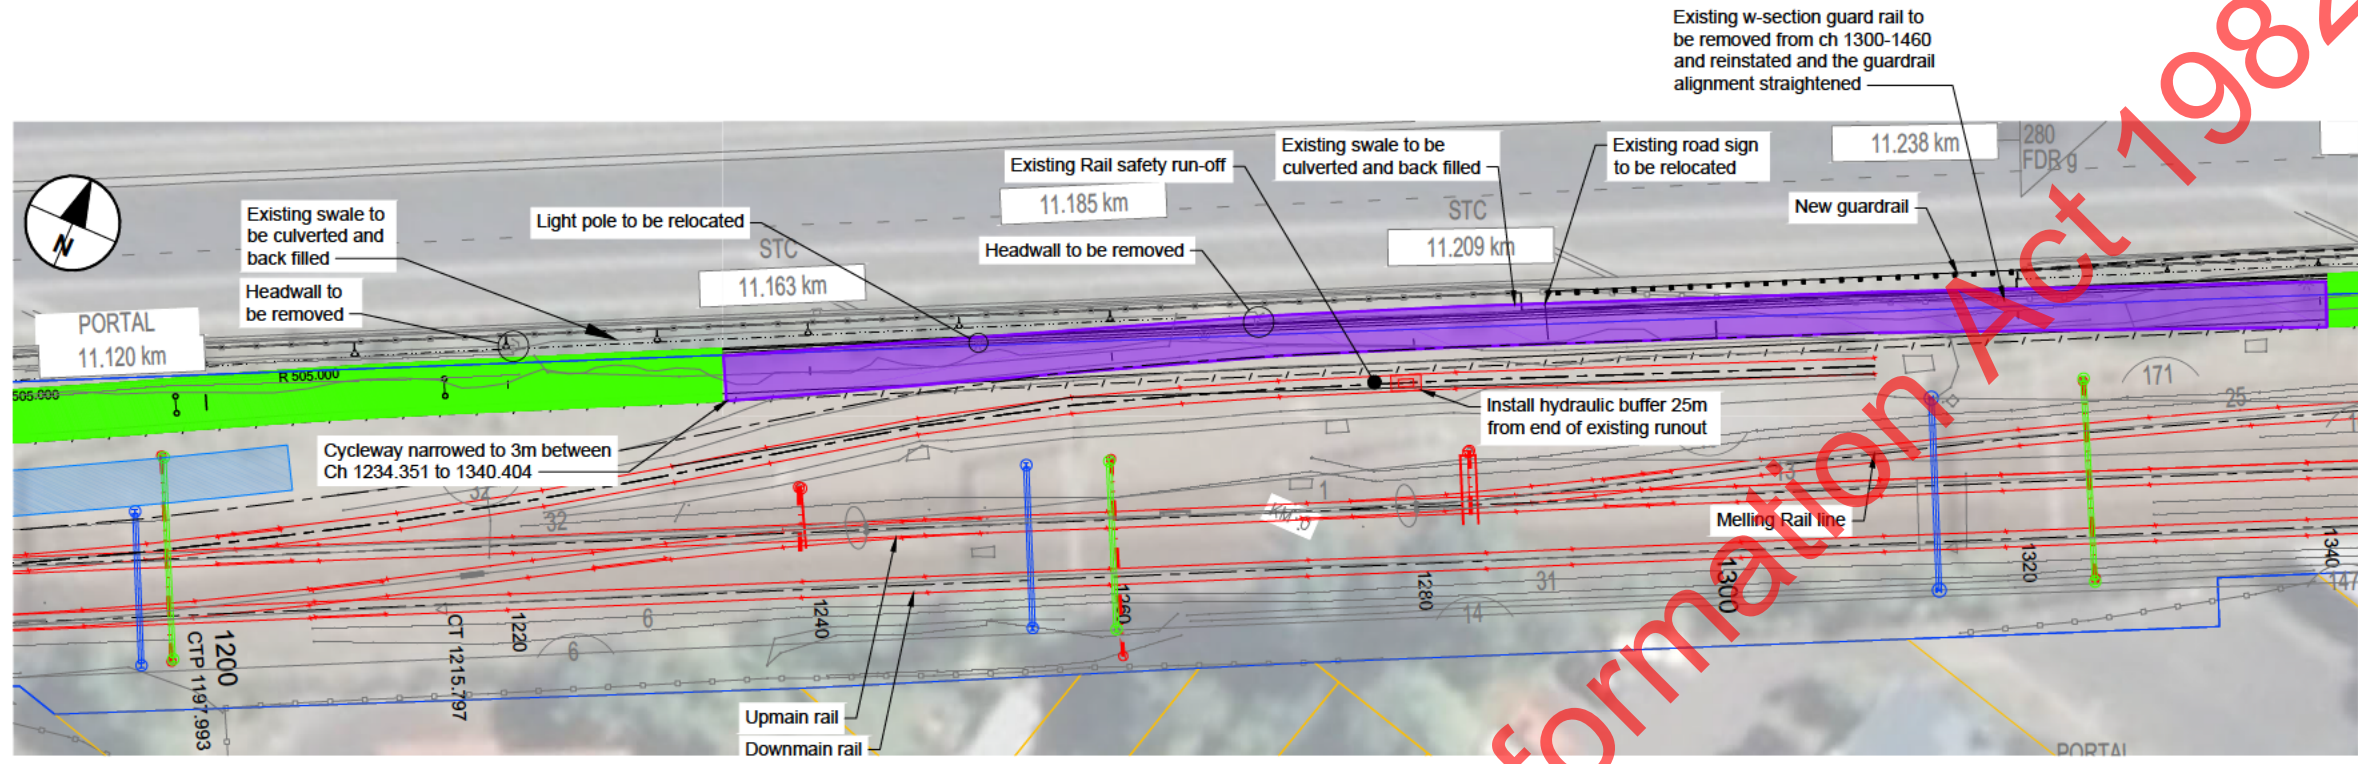 Existing w-section guard rail to
be removed from ch 1300-1460
and reinstated and the guardrail
alignment straightened
Existing swale to be
culverted and back filled
Existing road sign
to be relocated
11.238 km
280
FDR g
Existing Rail safety run-off
11.185 km
New guardrail
Existing swale to
be culverted and
back filled
Light pole to be relocated
STC
11.209 km
STC
11.163 km
Headwall to be removed
N
Headwall to
be removed
PORTAL
11.120 km
R 505.000
505.000
171
25
Install hydraulic buffer 25m
from end of existing runout
Cycleway narrowed to 3m between
Ch 1234.351 to 1340.404
32
32
1
13
Melling Rail line
31
14
6
6
147
1200
CTP 1197.993
CT 1215.797
1220
1240
1260
1280
1300
1320
1340
Upmain rail
Downmain rail
PORTAL
formation Act 1982